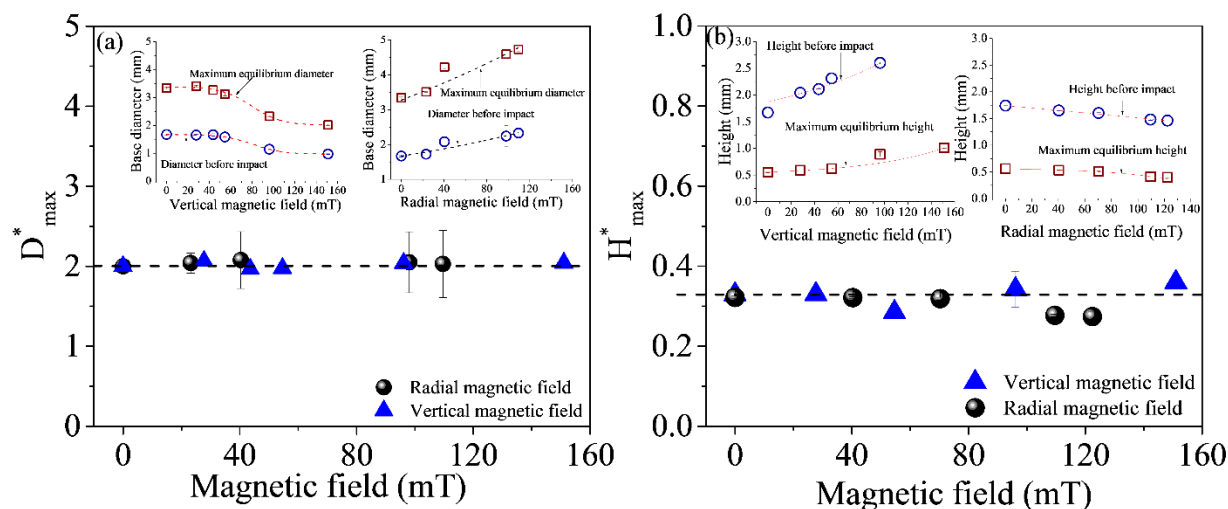 (a)
D*max
5
4
3
2
1
0
0 40 80 120 160
Magnetic field (mT)
Radial magnetic field
Vertical magnetic field
Base diameter (mm)
5
4
3
2
1
0
Maximum equilibrium diameter
Diameter before impact
0 20 40 60 80 100 120 140 160
Vertical magnetic field (mT)
Base diameter (mm)
5
4
3
2
1
Maximum equilibrium diameter
Diameter before impact
0 20 40 60 80 100 120 140
Radial magnetic field (mT)
(b)
H*max
1.0
0.8
0.6
0.4
0.2
0.0
0 40 80 120 160
Magnetic field (mT)
Vertical magnetic field
Radial magnetic field
Height (mm)
3.0
2.5
2.0
1.5
1.0
0.5
0.0
Height before impact
Maximum equilibrium height
0 20 40 60 80 100 120 140 160
Vertical magnetic field (mT)
Height (mm)
3.0
2.5
2.0
1.5
1.0
0.5
0.0
Height before impact
Maximum equilibrium height
0 20 40 60 80 100 120 140
Radial magnetic field (mT)